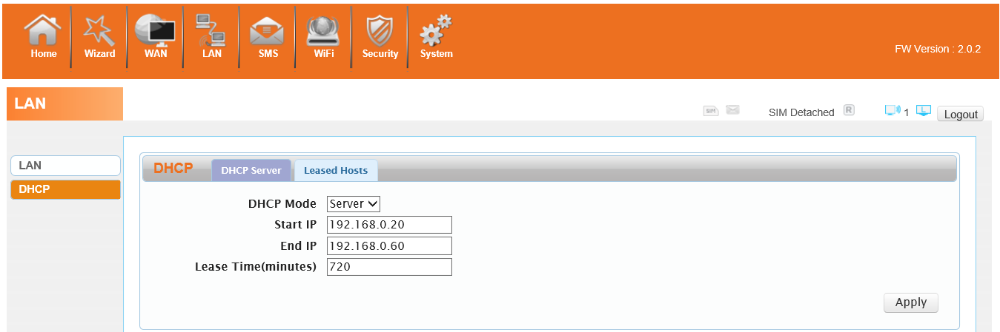 Home Wizard WAN LAN SMS WiFi Security System
FW Version : 2.0.2
LAN
SIM
SIM Detached R 1 L Logout
LAN
DHCP
DHCP DHCP Server Leased Hosts
DHCP Mode Server
Start IP 192.168.0.20
End IP 192.168.0.60
Lease Time(minutes) 720
Apply